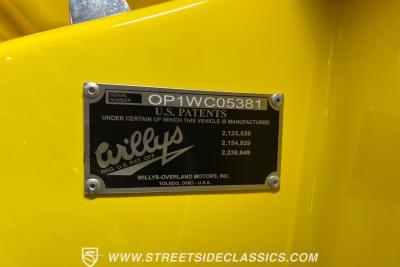 SERIAL
NUMBER
OP1WC05381
U.S. PATENTS
UNDER CERTAIN OF WHICH THIS VEHICLE IS MANUFACTURED
2,125,526
2,154,929
2,238,649
Willys
REG. U.S. PAT. OFF.
WILLYS-OVERLAND MOTORS, INC.
TOLEDO, OHIO - U.S.A.
S
WWW.STREETSIDECLASSICS.COM